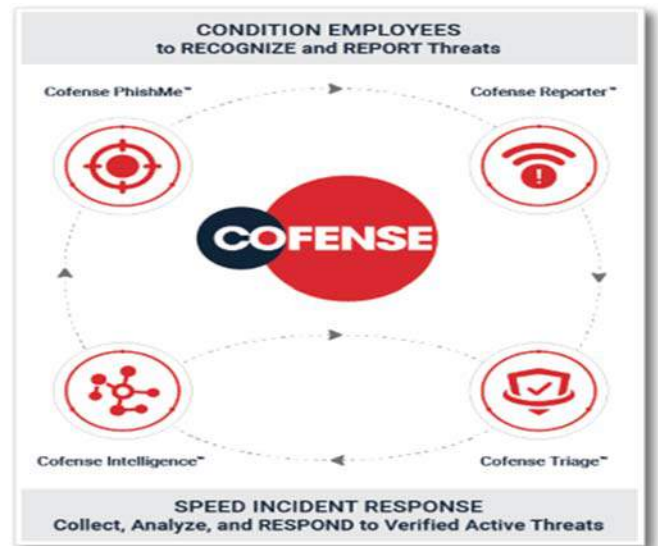 CONDITION EMPLOYEES
to RECOGNIZE and REPORT Threats
Cofense PhishMe™
Cofense Reporter™
!
COFENSE
Cofense Intelligence™
Cofense Triage™
SPEED INCIDENT RESPONSE
Collect, Analyze, and RESPOND to Verified Active Threats